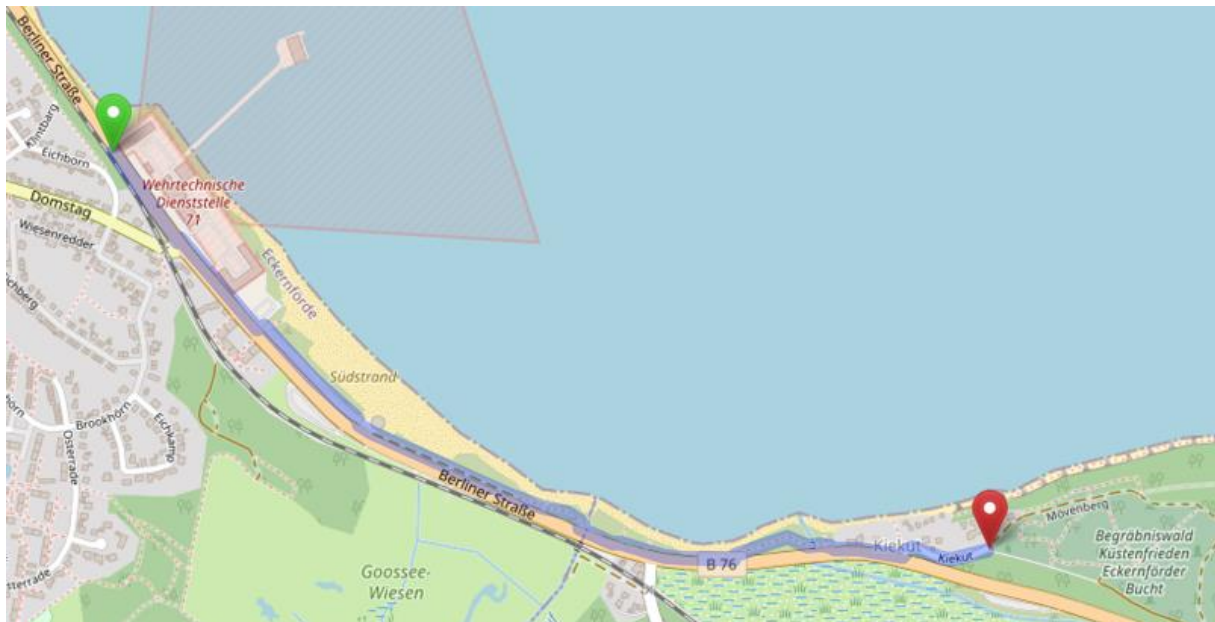 Berliner Straße
Klintbarg
Eichborn
Domstag
Wiesenredder
Wehrtechnische
Dienststelle -
71
Eckernförde
Südstrand
Brookhörn
Eichkamp
Osterrade
Berliner Straße
B 76
Goossee-
Wiesen
Kiekut
Kiekut
Mövenberg
Begräbniswald
Küstenfrieden
Eckernförder
Bucht